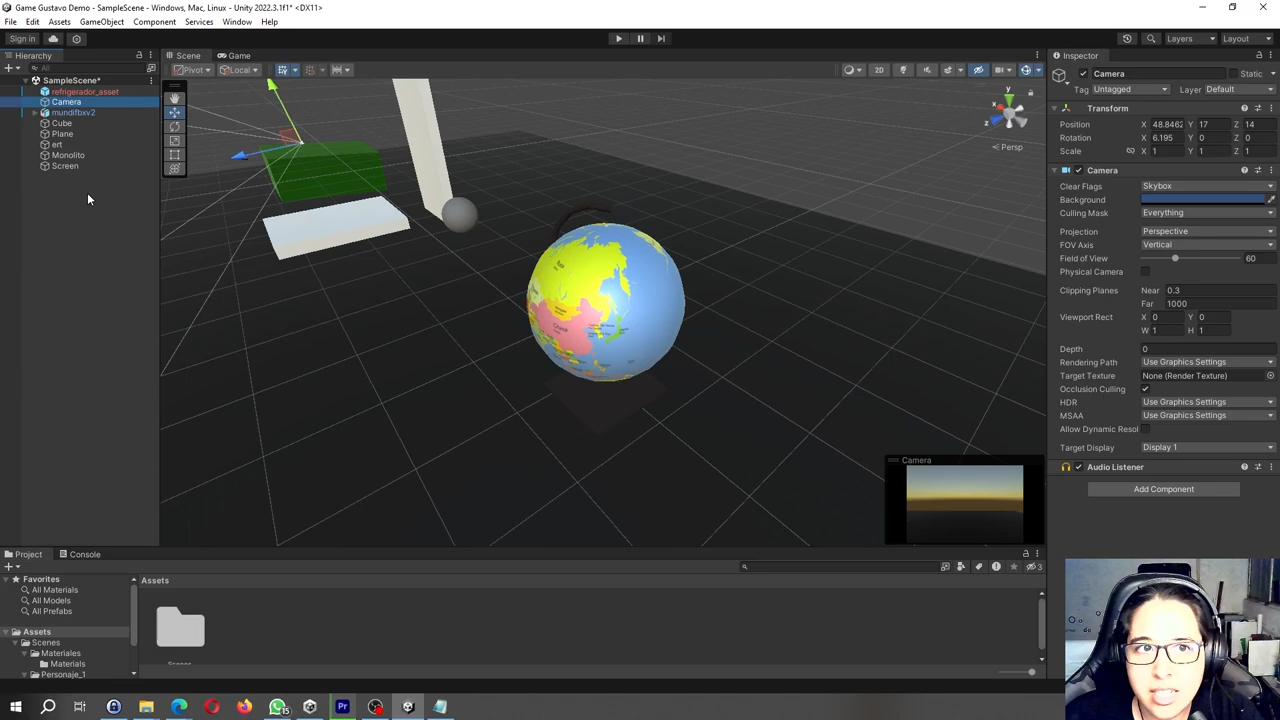 Game Gustavo Demo - SampleScene - Windows, Mac, Linux - Unity 2022.3.1f1* <DX11>
File Edit Assets GameObject Component Services Window Help
Sign in
Layers
Layout
Hierarchy
All
SampleScene*
refrigerador_asset
Camera
mundifbxv2
Cube
Plane
ert
Monolito
Screen
Scene
Game
Pivot
Local
2D
y
x
z
Persp
Camera
Inspector
Camera
Static
Tag Untagged
Layer Default
Transform
Position X 48.8462 Y 17 Z 14
Rotation X 6.195 Y 0 Z 0
Scale X 1 Y 1 Z 1
Camera
Clear Flags Skybox
Background
Culling Mask Everything
Projection Perspective
FOV Axis Vertical
Field of View 60
Physical Camera
Clipping Planes Near 0.3
Far 1000
Viewport Rect X 0 Y 0
W 1 H 1
Depth 0
Rendering Path Use Graphics Settings
Target Texture None (Render Texture)
Occlusion Culling
HDR Use Graphics Settings
MSAA Use Graphics Settings
Allow Dynamic Resol
Target Display Display 1
Audio Listener
Add Component
Project
Console
3
Favorites
All Materials
All Models
All Prefabs
Assets
Scenes
Materiales
Materials
Personaje_1
Assets
Scenes
15
Pr